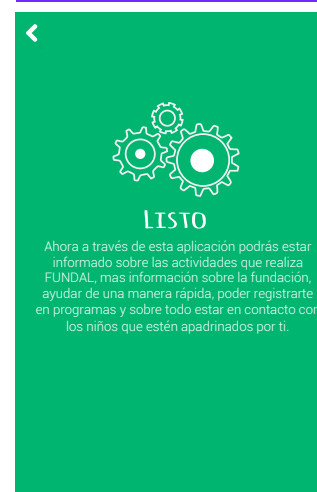 LISTO
Ahora a través de esta aplicación podrás estar
informado sobre las actividades que realiza
FUNDAL, mas información sobre la fundación,
ayudar de una manera rápida, poder registrarte
en programas y sobre todo estar en contacto con
los niños que estén apadrinados por ti.